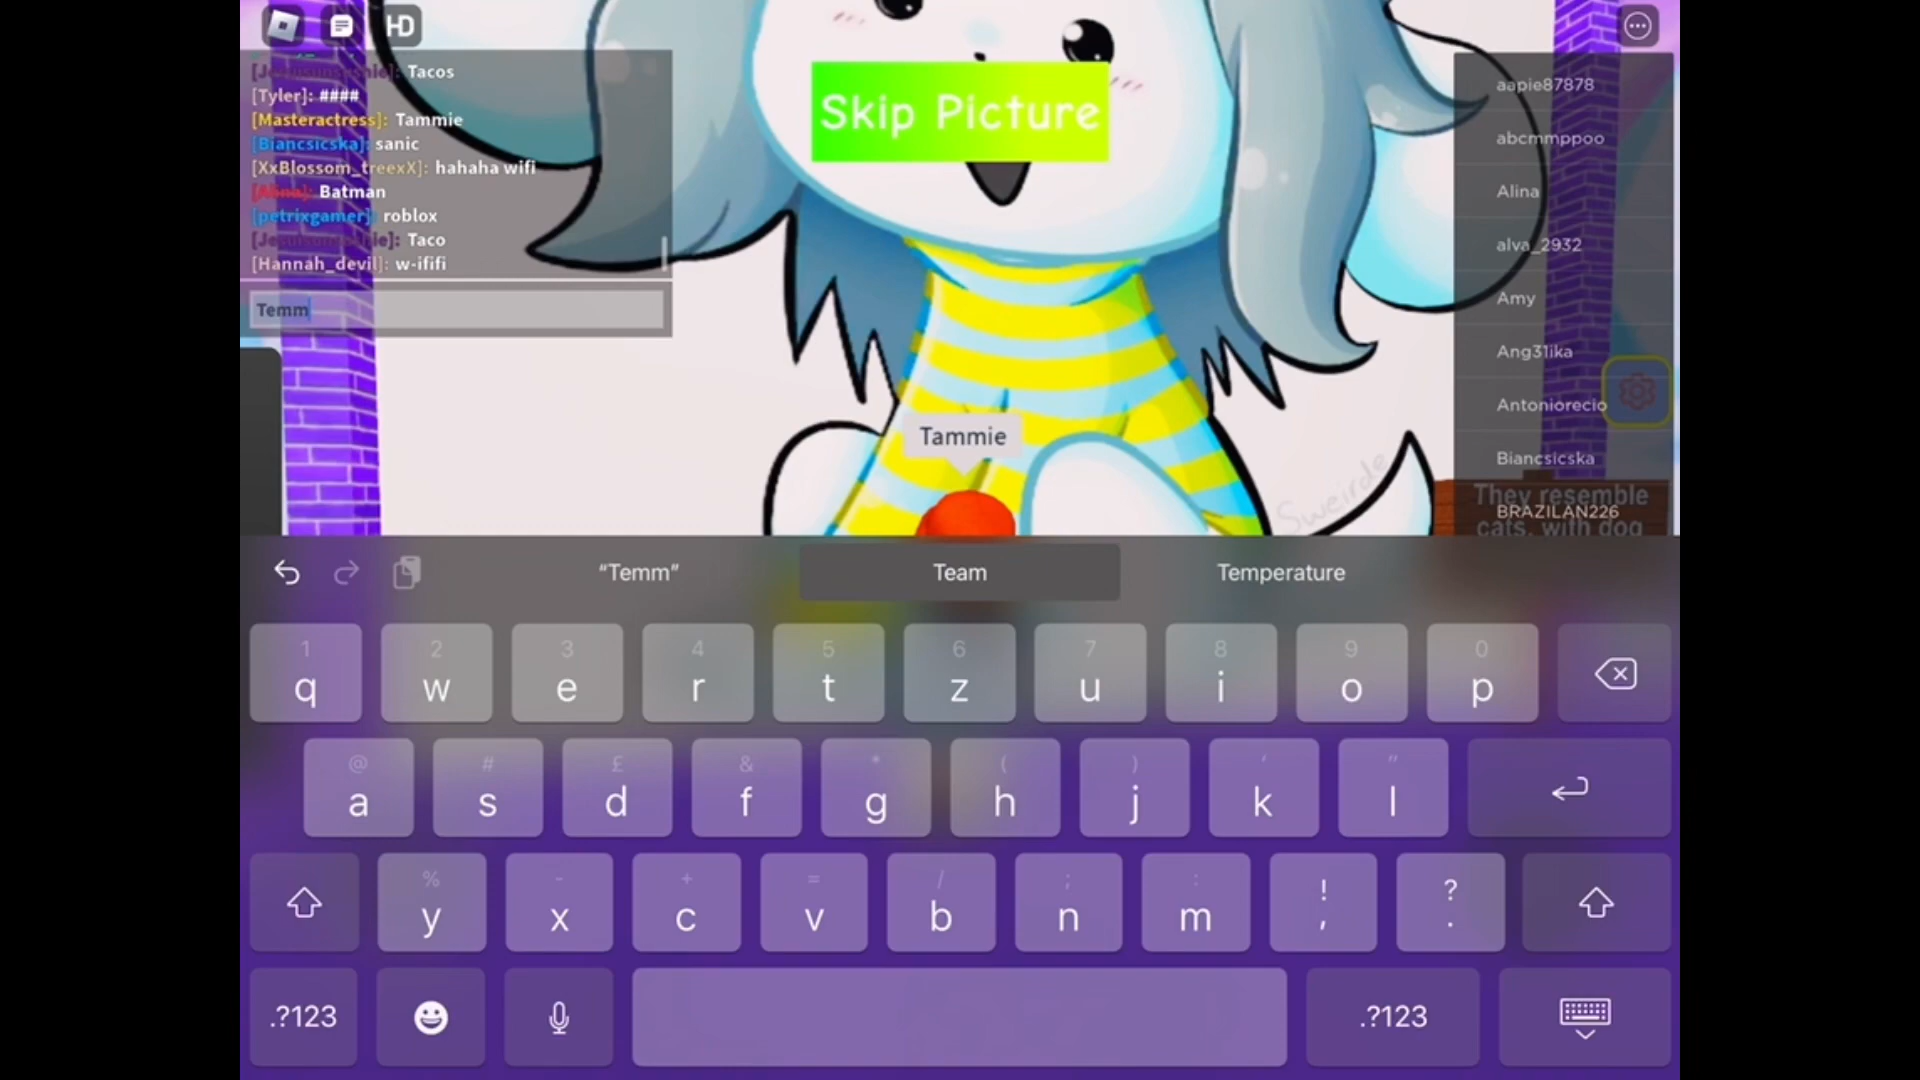 HD
Tacos
[Tyler]: ####
[Masteractress]: Tammie
[Biancsicska]: sanic
[XxBlossom_treexX]: hahaha wifi
Batman
[petrixgamer]: roblox
Taco
[Hannah_devil]: w-ififi
Temm
Skip Picture
Tammie
aapie87878
abcmmppoo
Alina
alva_2932
Amy
Ang31ika
Antoniorecio
Biancsicska
BRAZILAN226
They resemble
cats, with dog
Sweirde
“Temm” Team Temperature
1 2 3 4 5 6 7 8 9 0
q w e r t z u i o p
@ # £ & * ( ) ' "
a s d f g h j k l
% - + = / ; : ! ?
y x c v b n m , .
.?123 .?123